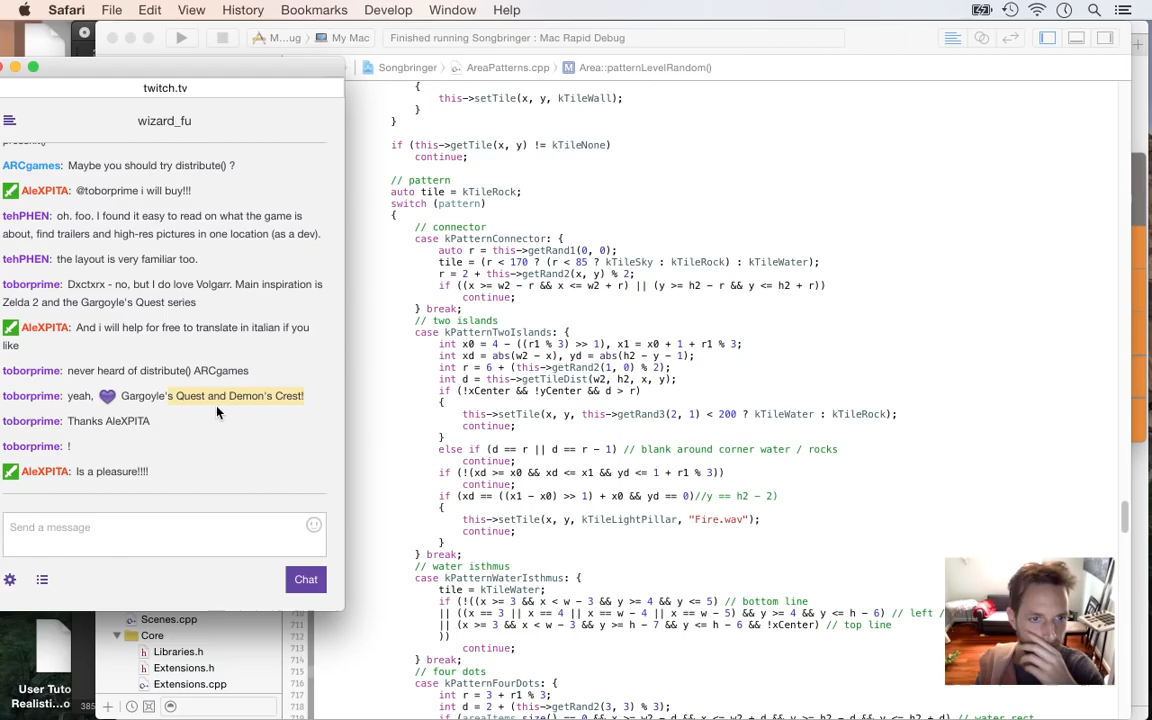 Safari File Edit View History Bookmarks Develop Window Help
M...ug My Mac Finished running Songbringer : Mac Rapid Debug
Songbringer AreaPatterns.cpp M Area::patternLevelRandom()
twitch.tv
wizard_fu
ARCgames: Maybe you should try distribute() ?
AleXPITA: @toborprime i will buy!!!
tehPHEN: oh. foo. I found it easy to read on what the game is
about, find trailers and high-res pictures in one location (as a dev).
tehPHEN: the layout is very familiar too.
toborprime: Dxctxrx - no, but I do love Volgarr. Main inspiration is
Zelda 2 and the Gargoyle's Quest series
AleXPITA: And i will help for free to translate in italian if you
like
toborprime: never heard of distribute() ARCgames
toborprime: yeah, Gargoyle's Quest and Demon's Crest!
toborprime: Thanks AleXPITA
toborprime: !
AleXPITA: Is a pleasure!!!!
Send a message
Chat
{
this->setTile(x, y, kTileWall);
}
}
if (this->getTile(x, y) != kTileNone)
continue;
// pattern
auto tile = kTileRock;
switch (pattern)
{
// connector
case kPatternConnector: {
auto r = this->getRand1(0, 0);
tile = (r < 170 ? (r < 85 ? kTileSky : kTileRock) : kTileWater);
r = 2 + this->getRand2(x, y) % 2;
if ((x >= w2 - r && x <= w2 + r) || (y >= h2 - r && y <= h2 + r))
continue;
} break;
// two islands
case kPatternTwoIslands: {
int x0 = 4 - ((r1 % 3) >> 1), x1 = x0 + 1 + r1 % 3;
int xd = abs(w2 - x), yd = abs(h2 - y - 1);
int r = 6 + (this->getRand2(1, 0) % 2);
int d = this->getTileDist(w2, h2, x, y);
if (!xCenter && !yCenter && d > r)
{
this->setTile(x, y, this->getRand3(2, 1) < 200 ? kTileWater : kTileRock);
continue;
}
else if (d == r || d == r - 1) // blank around corner water / rocks
continue;
if (!(xd >= x0 && xd <= x1 && yd <= 1 + r1 % 3))
continue;
if (xd == ((x1 - x0) >> 1) + x0 && yd == 0)//y == h2 - 2)
{
this->setTile(x, y, kTileLightPillar, "Fire.wav");
continue;
}
} break;
// water isthmus
case kPatternWaterIsthmus: {
tile = kTileWater;
if (!((x >= 3 && x < w - 3 && y >= 4 && y <= 5) // bottom line
|| ((x == 3 || x == 4 || x == w - 4 || x == w - 5) && y >= 4 && y <= h - 6) // left /
|| (x >= 3 && x < w - 3 && y >= h - 7 && y <= h - 6 && !xCenter) // top line
))
continue;
} break;
// four dots
case kPatternFourDots: {
int r = 3 + r1 % 3;
int d = 2 + (this->getRand2(3, 3) % 3);
Scenes.cpp
Core
Libraries.h
Extensions.h
Extensions.cpp
711
712
713
714
715
716
717
718
User Tuto
Realisti...
385